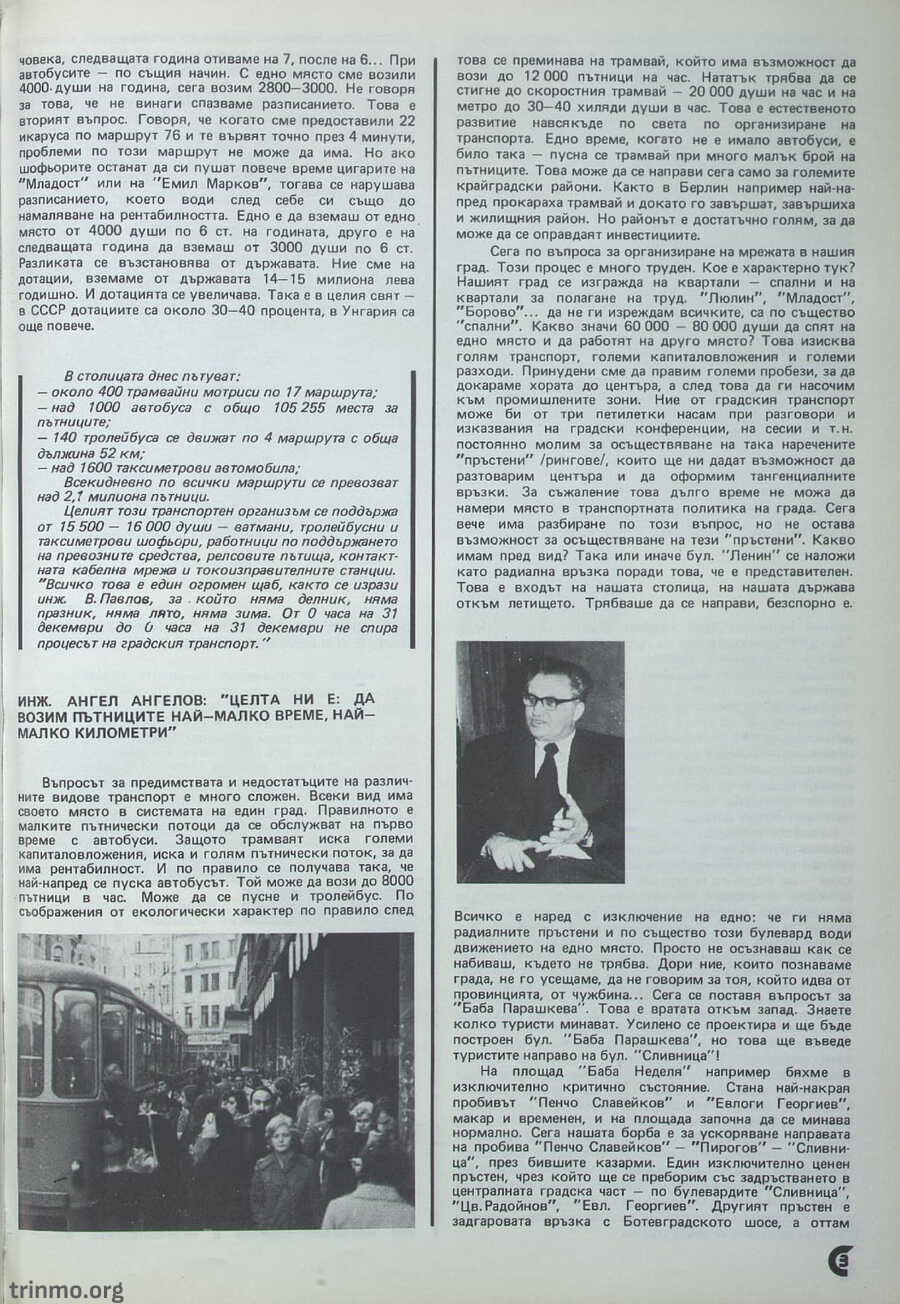 човека, следващата година отиваме на 7, после на 6... При
автобусите – по същия начин. С едно място сме возили
4000 души на година, сега возим 2800–3000. Не говоря
за това, че не винаги спазваме разписанието. Това е
вторият въпрос. Говоря, че когато сме предоставили 22
икаруса по маршрут 76 и те вървят точно през 4 минути,
проблеми по този маршрут не може да има. Но ако
шофьорите останат да си пушат повече време цигарите на
"Младост" или на "Емил Марков", тогава се нарушава
разписанието, което води след себе си също до
намаляване на рентабилността. Едно е да вземаш от едно
място от 4000 души по 6 ст. на годината, друго е на
следващата година да вземаш от 3000 души по 6 ст.
Разликата се възстановява от държавата. Ние сме на
дотации, вземаме от държавата 14–15 милиона лева
годишно. И дотацията се увеличава. Така е в целия свят –
в СССР дотациите са около 30–40 процента, в Унгария са
още повече.
В столицата днес пътуват:
– около 400 трамвайни мотриси по 17 маршрута;
– над 1000 автобуса с общо 105 255 места за
пътниците;
– 140 тролейбуса се движат по 4 маршрута с обща
дължина 52 км;
– над 1600 таксиметрови автомобила;
Всекидневно по всички маршрути се превозват
над 2,1 милиона пътници.
Целият този транспортен организъм се поддържа
от 15 500 – 16 000 души – ватмани, тролейбусни и
таксиметрови шофьори, работници по поддържането
на превозните средства, релсовите пътища, контакт-
ната кабелна мрежа и токоизправителните станции.
"Всичко това е един огромен щаб, както се изрази
инж. В. Павлов, за който няма делник, няма
празник, няма лято, няма зима. От 0 часа на 31
декември до 0 часа на 31 декември не спира
процесът на градския транспорт."
ИНЖ. АНГЕЛ АНГЕЛОВ: "ЦЕЛТА НИ Е: ДА
ВОЗИМ ПЪТНИЦИТЕ НАЙ–МАЛКО ВРЕМЕ, НАЙ–
МАЛКО КИЛОМЕТРИ"
Въпросът за предимствата и недостатъците на различ-
ните видове транспорт е много сложен. Всеки вид има
своето място в системата на един град. Правилното е
малките пътнически потоци да се обслужват на първо
време с автобуси. Защото трамваят иска големи
капиталовложения, иска и голям пътнически поток, за да
има рентабилност. И по правило се получава така, че
най-напред се пуска автобусът. Той може да вози до 8000
пътници в час. Може да се пусне и тролейбус. По
съображения от екологически характер по правило след
това се преминава на трамвай, който има възможност да
вози до 12 000 пътници на час. Нататък трябва да се
стигне до скоростния трамвай – 20 000 души на час и на
метро до 30–40 хиляди души в час. Това е естественото
развитие навсякъде по света по организиране на
транспорта. Едно време, когато не е имало автобуси, е
било така – пусна се трамвай при много малък брой на
пътниците. Това може да се направи сега само за големите
крайградски райони. Както в Берлин например най-на-
пред прокараха трамвай и докато го завършат, завършиха
и жилищния район. Но районът е достатъчно голям, за да
може да се оправдаят инвестициите.
Сега по въпроса за организиране на мрежата в нашия
град. Този процес е много труден. Кое е характерно тук?
Нашият град се изгражда на квартали – спални и на
квартали за полагане на труд. "Люлин", "Младост",
"Борово"... да не ги изреждам всичките, са по същество
"спални". Какво значи 60 000 – 80 000 души да спят на
едно място и да работят на друго място? Това изисква
голям транспорт, големи капиталовложения и големи
разходи. Принудени сме да правим големи пробези, за да
докараме хората до центъра, а след това да ги насочим
към промишлените зони. Ние от градския транспорт
може би от три петилетки насам при разговори и
изказвания на градски конференции, на сесии и т.н.
постоянно молим за осъществяване на така наречените
"пръстени" /рингове/, които ще ни дадат възможност да
разтоварим центъра и да оформим тангенциалните
връзки. За съжаление това дълго време не можа да
намери място в транспортната политика на града. Сега
вече има разбиране по този въпрос, но не остава
възможност за осъществяване на тези "пръстени". Какво
имам пред вид? Така или иначе бул. "Ленин" се наложи
като радиална връзка поради това, че е представителен.
Това е входът на нашата столица, на нашата държава
откъм летището. Трябваше да се направи, безспорно е.
Всичко е наред с изключение на едно: че ги няма
радиалните пръстени и по същество този булевард води
движението на едно място. Просто не осъзнаваш как се
набиваш, където не трябва. Дори ние, които познаваме
града, не го усещаме, да не говорим за тоя, който идва от
провинцията, от чужбина... Сега се поставя въпросът за
"Баба Парашкева". Това е вратата откъм запад. Знаете
колко туристи минават. Усилено се проектира и ще бъде
построен бул. "Баба Парашкева", но това ще въведе
туристите направо на бул. "Сливница"!
На площад "Баба Неделя" например бяхме в
изключително критично състояние. Стана най-накрая
пробивът "Пенчо Славейков" и "Евлоги Георгиев",
макар и временен, и на площада започна да се минава
нормално. Сега нашата борба е за ускоряване направата
на пробива "Пенчо Славейков" – "Пирогов" – "Сливни-
ца", през бившите казарми. Един изключително ценен
пръстен, чрез който ще се преборим със задръстването в
централната градска част – по булевардите "Сливница",
"Цв. Радойнов", "Евл. Георгиев". Другият пръстен е
задгаровата връзка с Ботевградското шосе, а оттам
3
trinmo.org